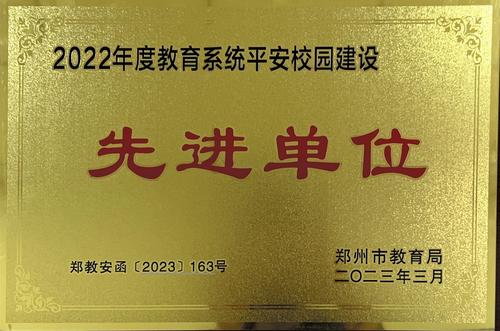 2022年度教育系统平安校园建设
先进单位
郑教安函〔2023〕163号
郑州市教育局
二〇二三年三月